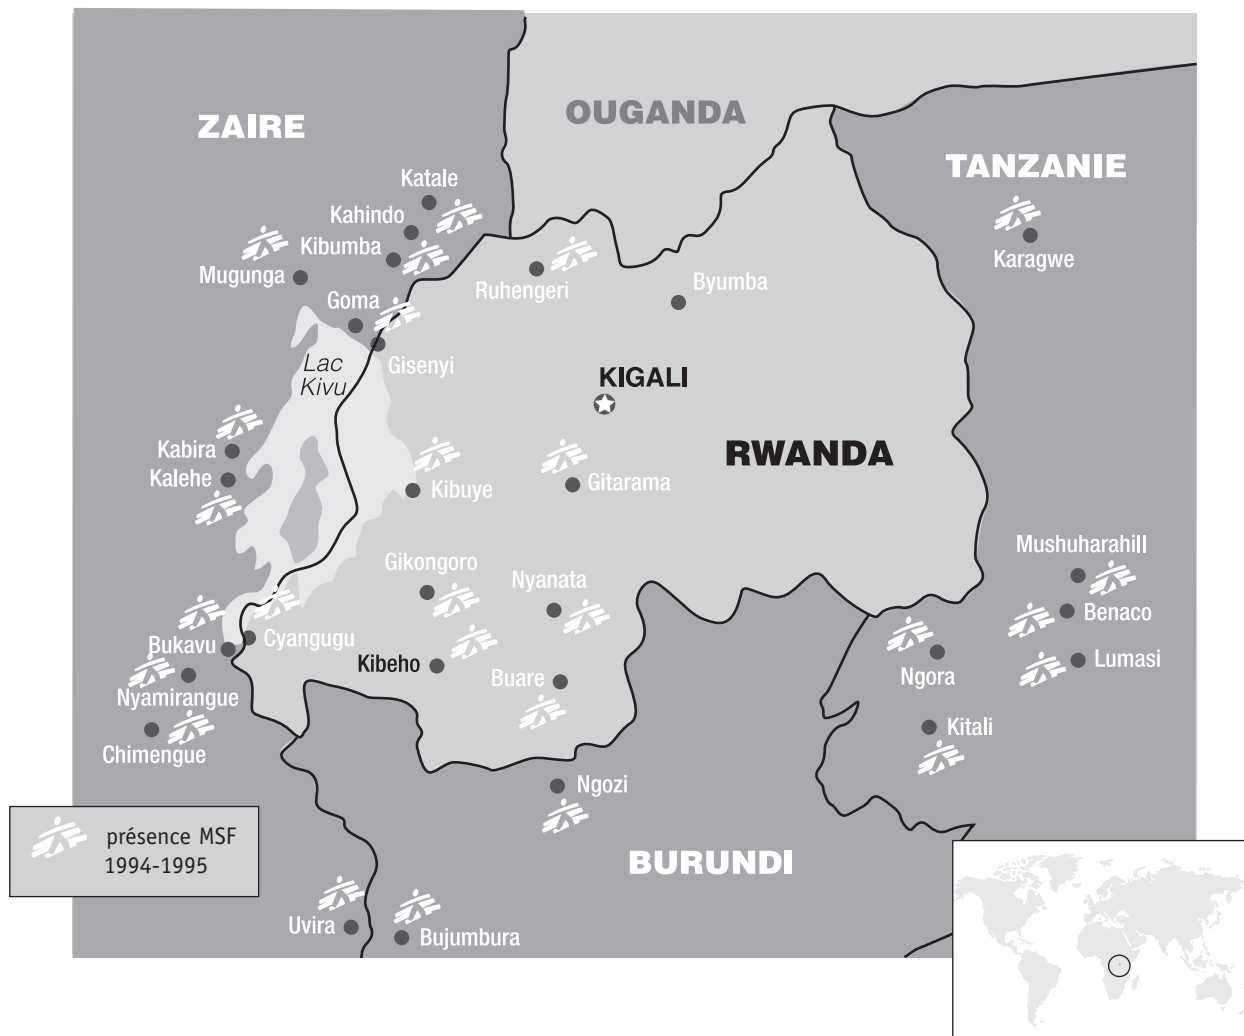 OUGANDA
ZAIRE
TANZANIE
Katale
Kahindo
Kibumba
Mugunga
Karagwe
Ruhengeri
Byumba
Goma
Gisenyi
Lac
Kivu
KIGALI
RWANDA
Kabira
Kalehe
Kibuye
Gitarama
Mushuharahill
Gikongoro
Nyanata
Benaco
Cyangugu
Bukavu
Kibeho
Buare
Ngora
Lumasi
Nyamirangue
Chimengue
Kitali
Ngozi
présence MSF
1994-1995
BURUNDI
Uvira
Bujumbura